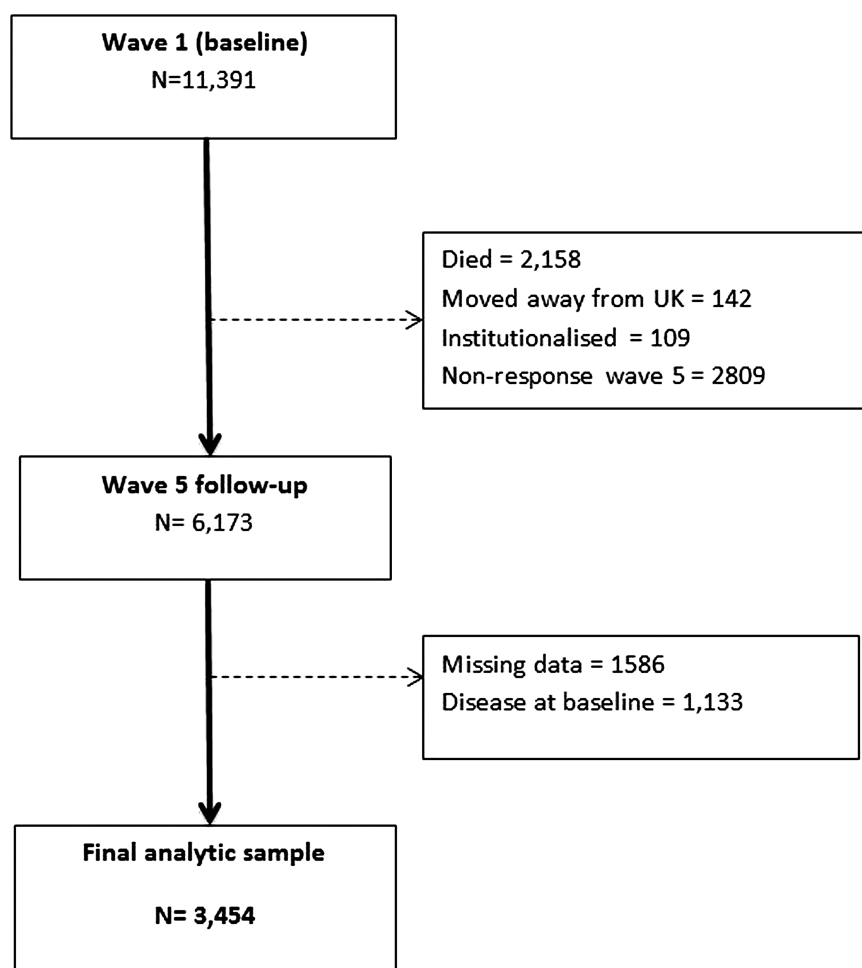 Wave 1 (baseline)
N=11,391
Died = 2,158
Moved away from UK = 142
Institutionalised = 109
Non-response wave 5 = 2809
Wave 5 follow-up
N= 6,173
Missing data = 1586
Disease at baseline = 1,133
Final analytic sample
N= 3,454